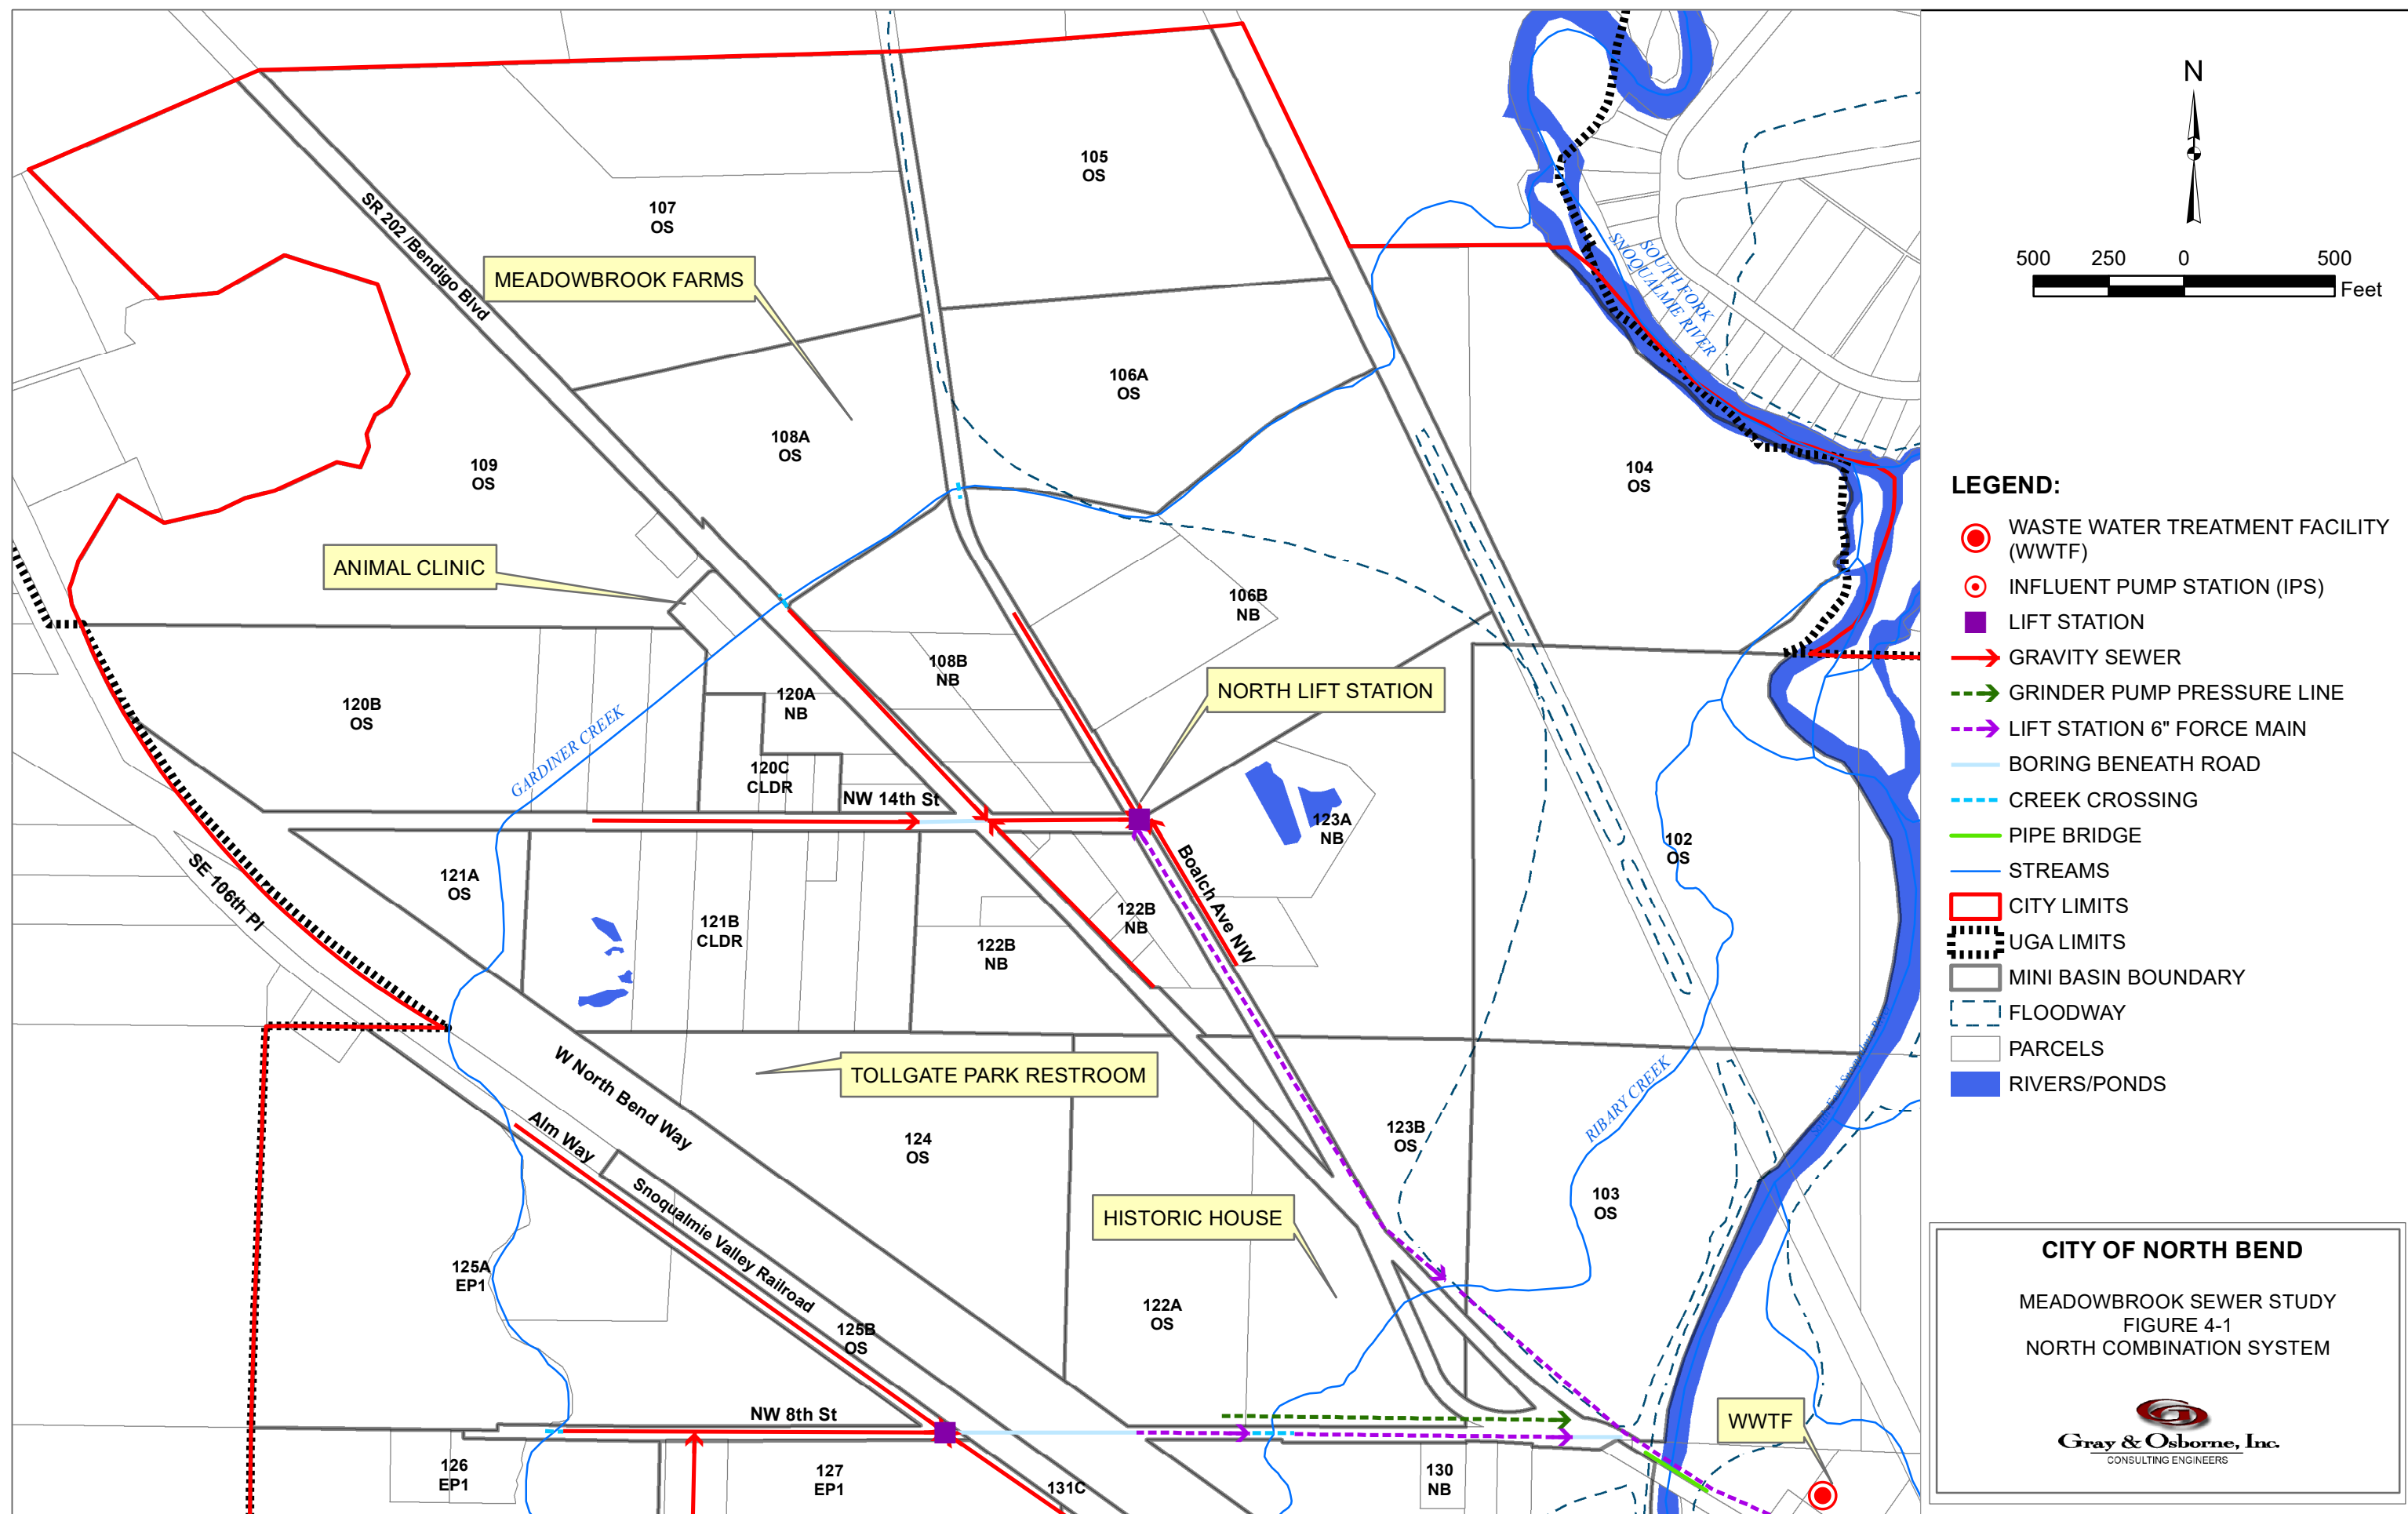 105
OS
107
OS
SR 202 /Bendigo Blvd
MEADOWBROOK FARMS
SOUTH FORK
SNOQUALMIE RIVER
106A
OS
108A
OS
109
OS
104
OS
ANIMAL CLINIC
106B
NB
108B
NB
NORTH LIFT STATION
120A
NB
120B
OS
GARDINER CREEK
120C
CLDR
NW 14th St
123A
NB
102
OS
SE 106th Pl
121A
OS
121B
CLDR
122B
NB
122B
NB
Boalch Ave NW
W North Bend Way
TOLLGATE PARK RESTROOM
RIBARY CREEK
Alm Way
124
OS
123B
OS
103
OS
Snoqualmie Valley Railroad
HISTORIC HOUSE
125A
EP1
125B
OS
122A
OS
NW 8th St
WWTF
126
EP1
127
EP1
131C
130
NB
N
500 250 0 500
Feet
LEGEND:
WASTE WATER TREATMENT FACILITY
(WWTF)
INFLUENT PUMP STATION (IPS)
LIFT STATION
GRAVITY SEWER
GRINDER PUMP PRESSURE LINE
LIFT STATION 6" FORCE MAIN
BORING BENEATH ROAD
CREEK CROSSING
PIPE BRIDGE
STREAMS
CITY LIMITS
UGA LIMITS
MINI BASIN BOUNDARY
FLOODWAY
PARCELS
RIVERS/PONDS
CITY OF NORTH BEND
MEADOWBROOK SEWER STUDY
FIGURE 4-1
NORTH COMBINATION SYSTEM
Gray & Osborne, Inc.
CONSULTING ENGINEERS